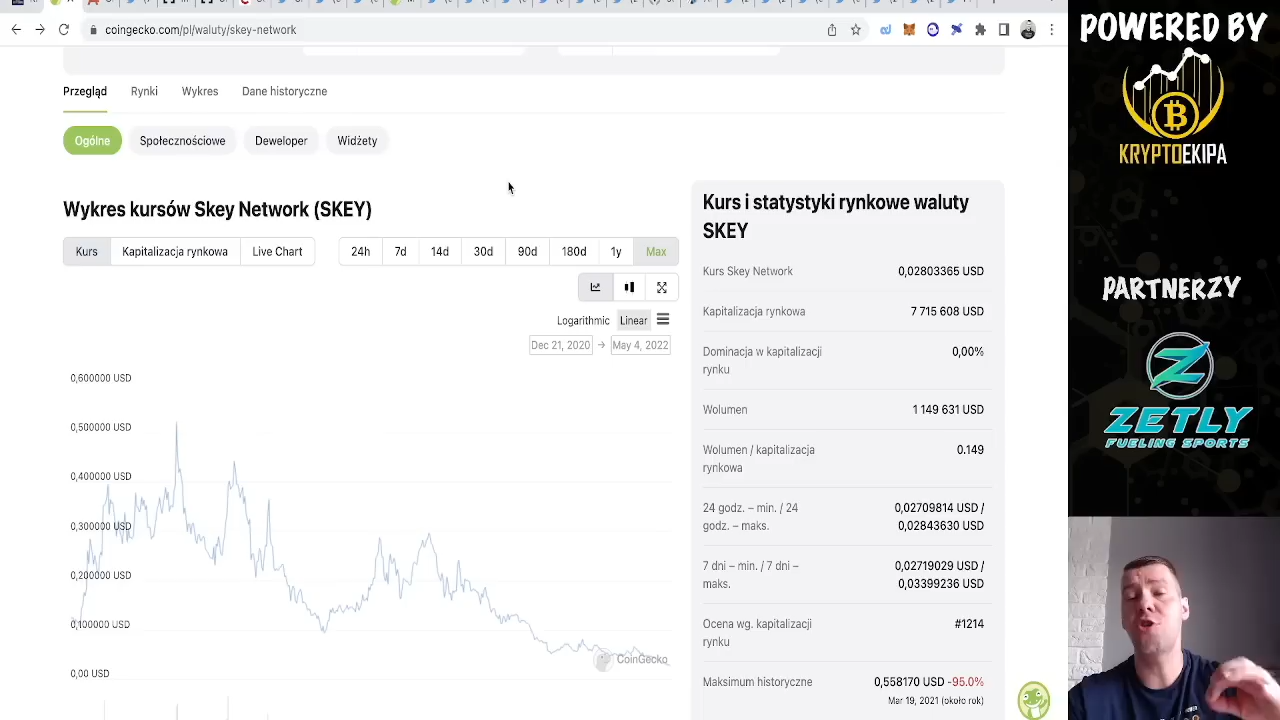 coingecko.com/pl/waluty/skey-network
Przegląd
Rynki
Wykres
Dane historyczne
Ogólne
Społecznościowe
Deweloper
Widżety
Wykres kursów Skey Network (SKEY)
Kurs
Kapitalizacja rynkowa
Live Chart
24h
7d
14d
30d
90d
180d
1y
Max
Logarithmic
Linear
Dec 21, 2020 → May 4, 2022
0,600000 USD
0,500000 USD
0,400000 USD
0,300000 USD
0,200000 USD
0,100000 USD
0,00 USD
CoinGecko
Kurs i statystyki rynkowe waluty
SKEY
Kurs Skey Network 0,02803365 USD
Kapitalizacja rynkowa 7 715 608 USD
Dominacja w kapitalizacji
rynku 0,00%
Wolumen 1 149 631 USD
Wolumen / kapitalizacja
rynkowa 0.149
24 godz. – min. / 24
godz. – maks.
0,02709814 USD /
0,02843630 USD
7 dni – min. / 7 dni –
maks.
0,02719029 USD /
0,03399236 USD
Ocena wg. kapitalizacji
rynku #1214
Maksimum historyczne 0,558170 USD -95.0%
Mar 19, 2021 (około rok)
POWERED BY
KRYPTOEKIPA
PARTNERZY
ZETLY
FUELING SPORTS